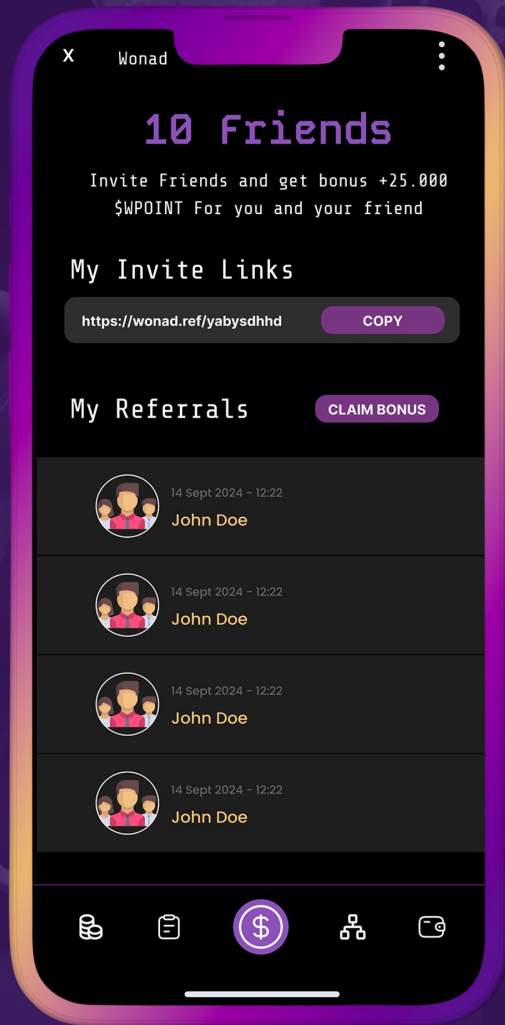 X Wonad
10 Friends
Invite Friends and get bonus +25.000
$WPOINT For you and your friend
My Invite Links
https://wonad.ref/yabysdhhd COPY
My Referrals CLAIM BONUS
14 Sept 2024 - 12:22
John Doe
14 Sept 2024 - 12:22
John Doe
14 Sept 2024 - 12:22
John Doe
14 Sept 2024 - 12:22
John Doe
$